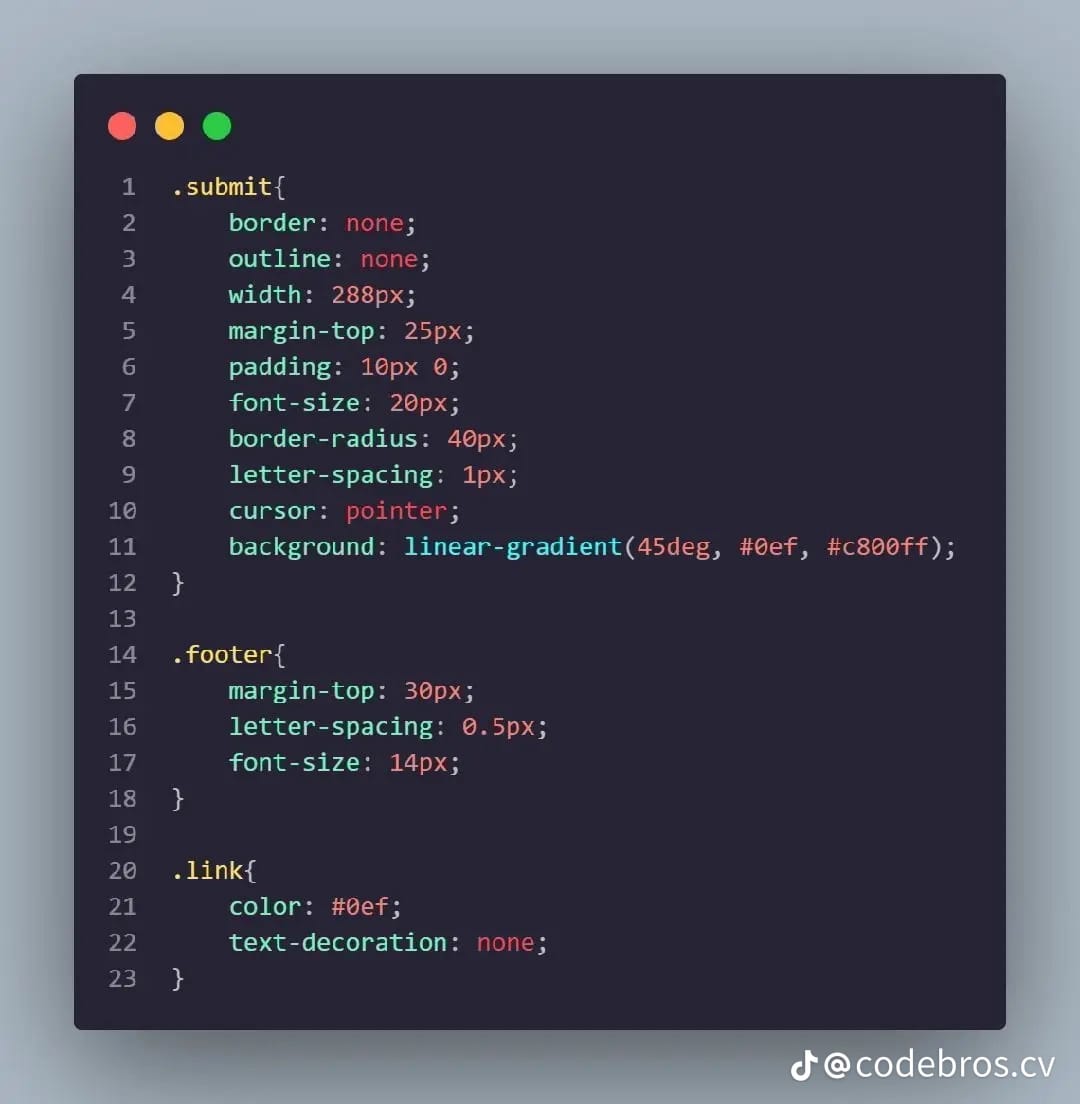 1 .submit{
2 border: none;
3 outline: none;
4 width: 288px;
5 margin-top: 25px;
6 padding: 10px 0;
7 font-size: 20px;
8 border-radius: 40px;
9 letter-spacing: 1px;
10 cursor: pointer;
11 background: linear-gradient(45deg, #0ef, #c800ff);
12 }
13
14 .footer{
15 margin-top: 30px;
16 letter-spacing: 0.5px;
17 font-size: 14px;
18 }
19
20 .link{
21 color: #0ef;
22 text-decoration: none;
23 }
@codebros.cv